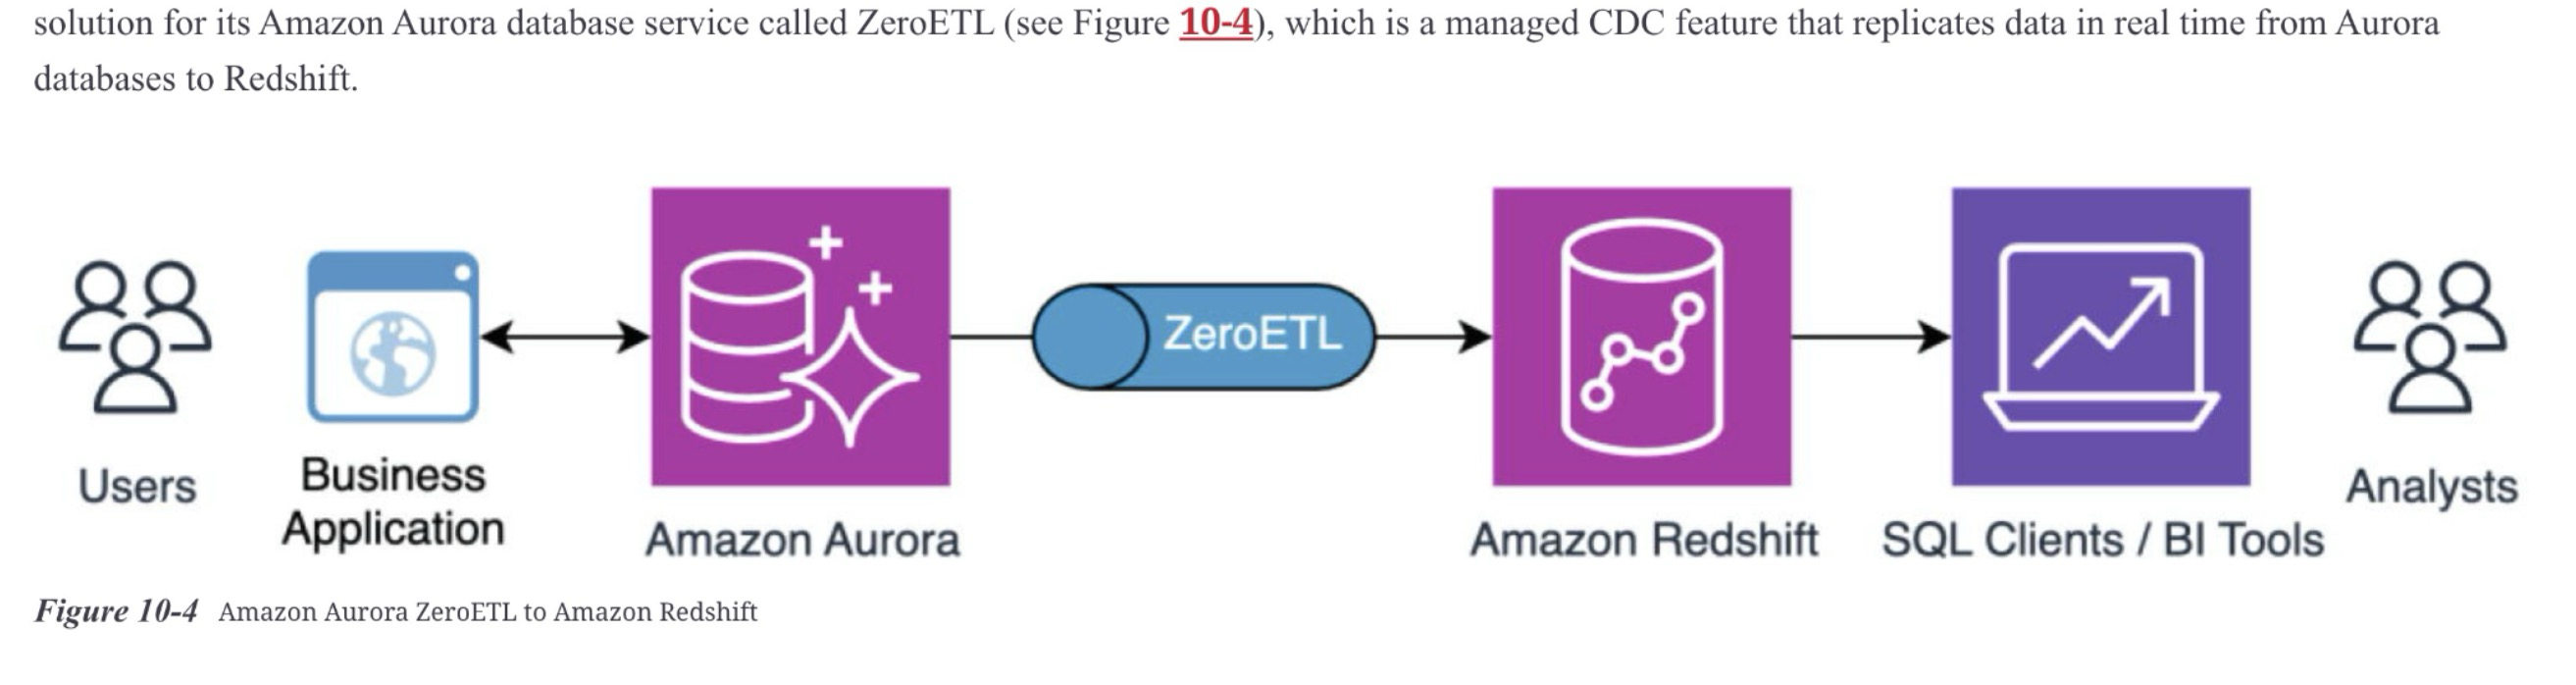 solution for its Amazon Aurora database service called ZeroETL (see Figure 10-4), which is a managed CDC feature that replicates data in real time from Aurora
databases to Redshift.
ZeroETL
Users
Business
Application
Amazon Aurora
Amazon Redshift
SQL Clients / BI Tools
Analysts
Figure 10-4 Amazon Aurora ZeroETL to Amazon Redshift